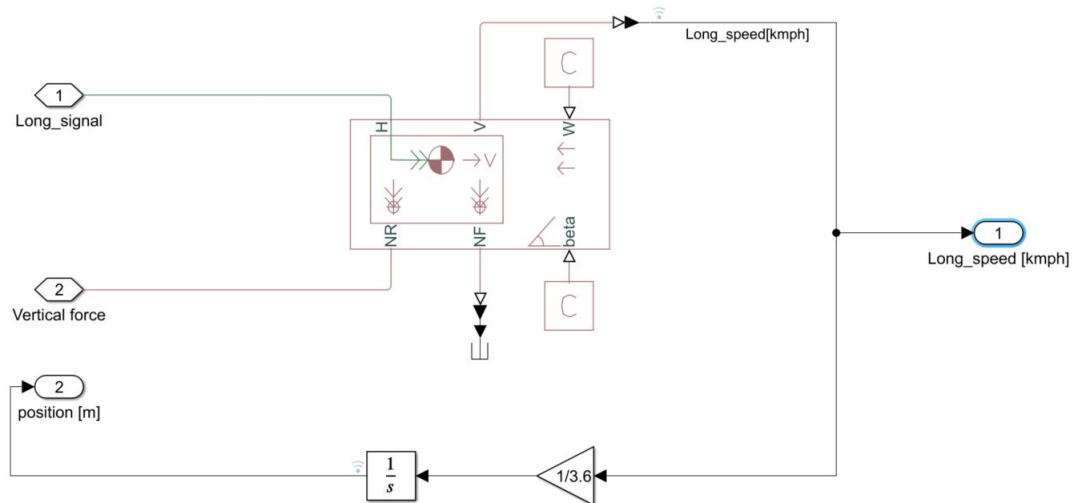 Long_speed[kmph]
C
1
Long_signal
H
V
W
V
NR
NF
beta
1
Long_speed [kmph]
2
Vertical force
C
2
position [m]
1
s
1/3.6